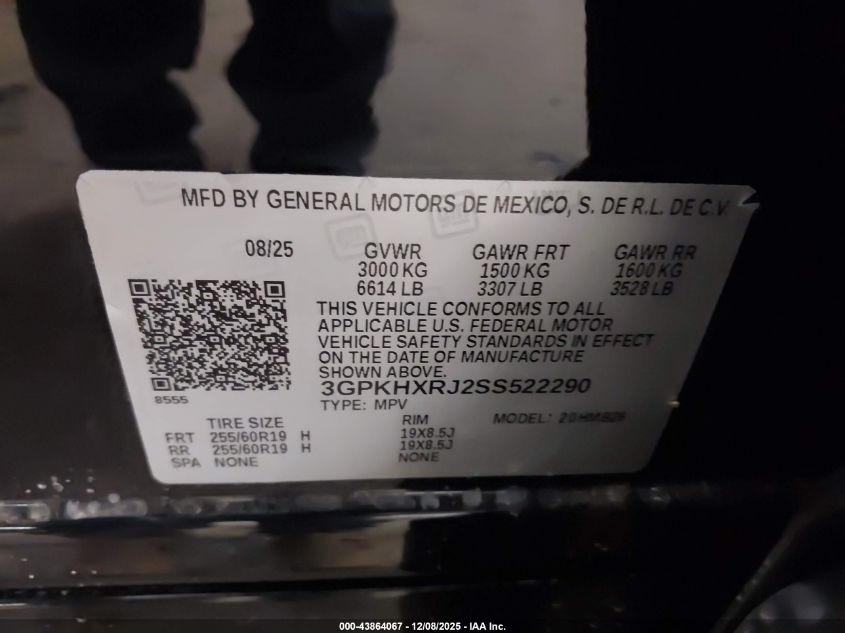 MFD BY GENERAL MOTORS DE MEXICO, S. DE R.L. DE C.V.
08/25 GVWR GAWR FRT GAWR RR
3000 KG 1500 KG 1600 KG
6614 LB 3307 LB 3528 LB
THIS VEHICLE CONFORMS TO ALL
APPLICABLE U.S. FEDERAL MOTOR
VEHICLE SAFETY STANDARDS IN EFFECT
ON THE DATE OF MANUFACTURE
SHOWN ABOVE.
3GPKHXRJ2SS522290
8555
TYPE: MPV
TIRE SIZE RIM MODEL:
FRT 255/60R19 H 19X8.5J
RR 255/60R19 H 19X8.5J
SPA NONE NONE
000-43864067 - 12/08/2025 - IAA Inc.